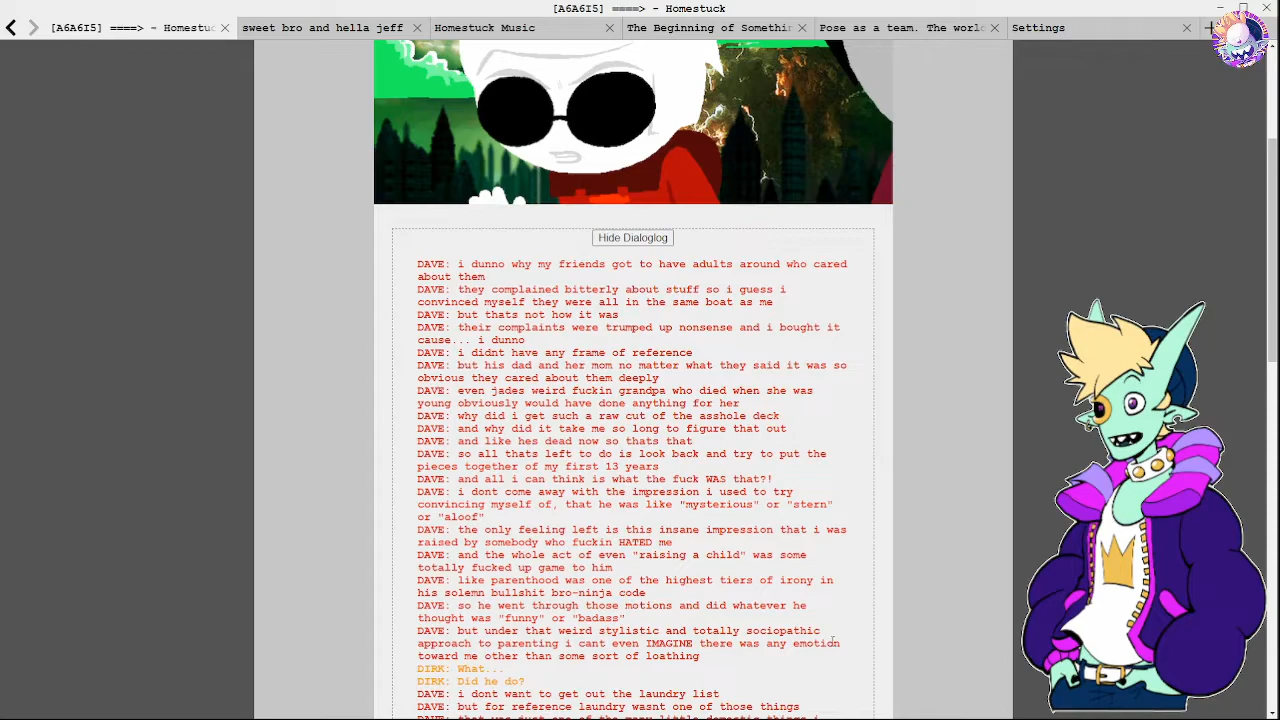 [A6A6I5] ====> - Homestuck
[A6A6I5] ====> - Homestuc
sweet bro and hella jeff
Homestuck Music
The Beginning of Somethin
Pose as a team. The worl
Settings
Hide Dialoglog
DAVE: i dunno why my friends got to have adults around who cared
about them
DAVE: they complained bitterly about stuff so i guess i
convinced myself they were all in the same boat as me
DAVE: but thats not how it was
DAVE: their complaints were trumped up nonsense and i bought it
cause... i dunno
DAVE: i didnt have any frame of reference
DAVE: but his dad and her mom no matter what they said it was so
obvious they cared about them deeply
DAVE: even jades weird fuckin grandpa who died when she was
young obviously would have done anything for her
DAVE: why did i get such a raw cut of the asshole deck
DAVE: and why did it take me so long to figure that out
DAVE: and like hes dead now so thats that
DAVE: so all thats left to do is look back and try to put the
pieces together of my first 13 years
DAVE: and all i can think is what the fuck WAS that?!
DAVE: i dont come away with the impression i used to try
convincing myself of, that he was like "mysterious" or "stern"
or "aloof"
DAVE: the only feeling left is this insane impression that i was
raised by somebody who fuckin HATED me
DAVE: and the whole act of even "raising a child" was some
totally fucked up game to him
DAVE: like parenthood was one of the highest tiers of irony in
his solemn bullshit bro-ninja code
DAVE: so he went through those motions and did whatever he
thought was "funny" or "badass"
DAVE: but under that weird stylistic and totally sociopathic
approach to parenting i cant even IMAGINE there was any emotion
toward me other than some sort of loathing
DIRK: What...
DIRK: Did he do?
DAVE: i dont want to get out the laundry list
DAVE: but for reference laundry wasnt one of those things
DAVE: that was just one of the many little domestic things i